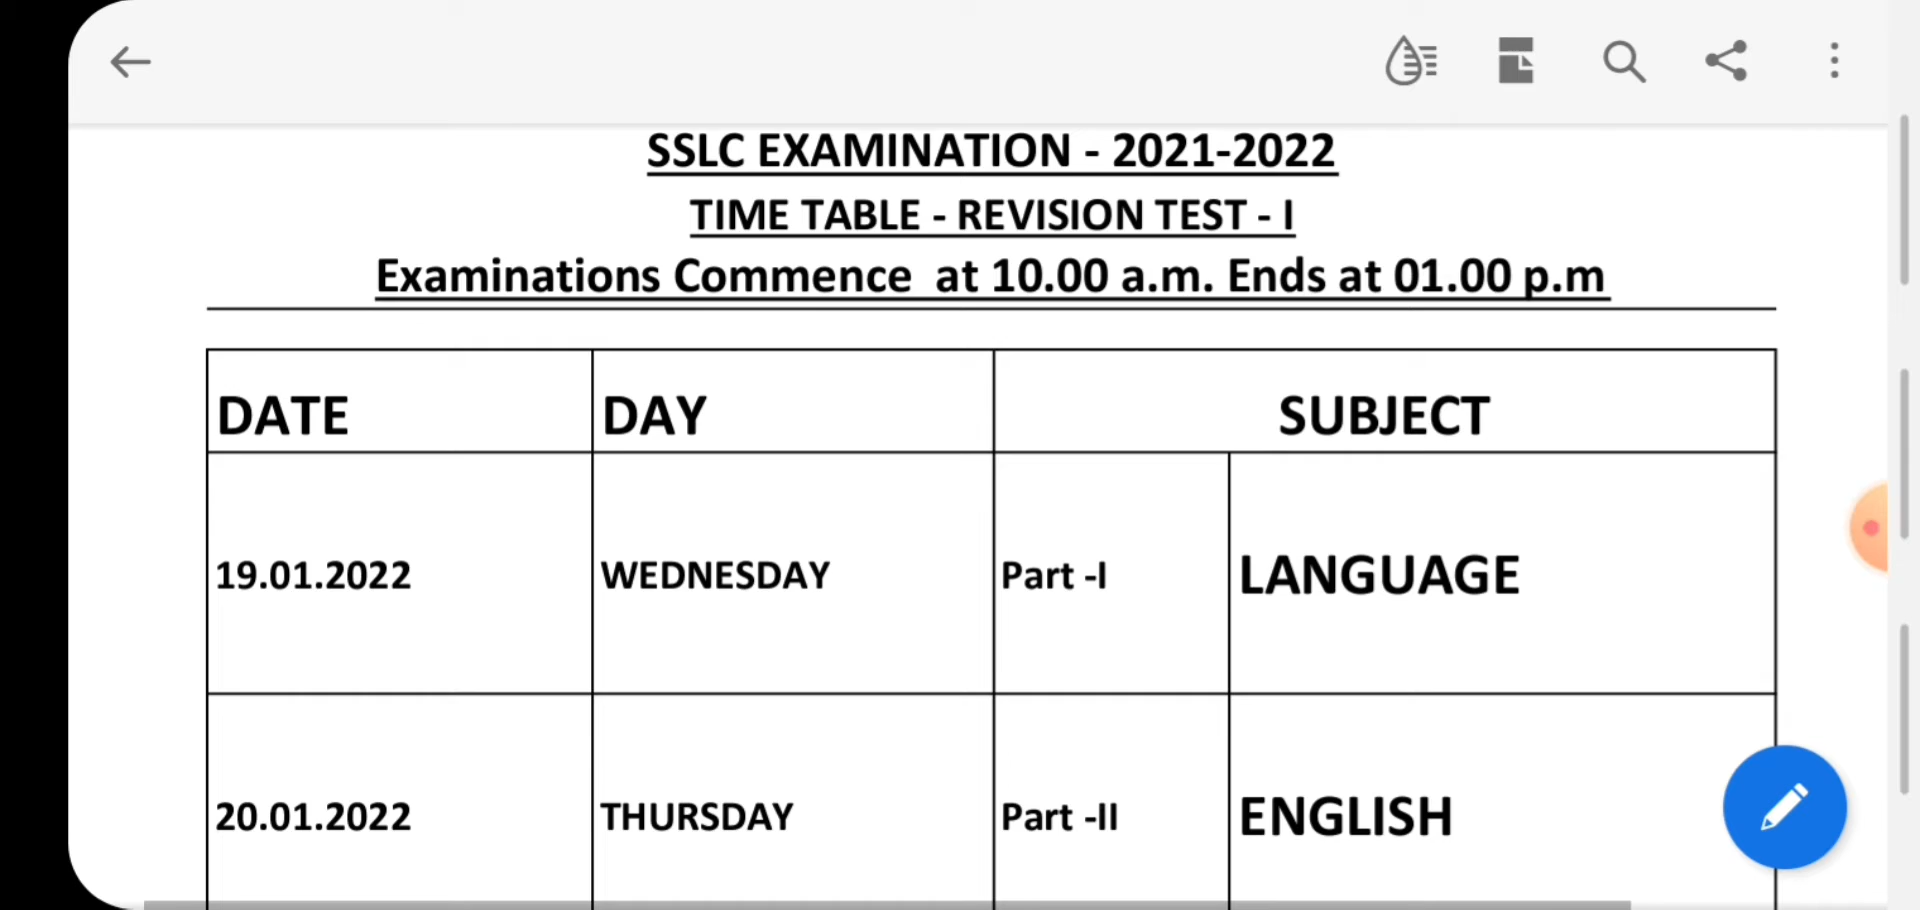 SSLC EXAMINATION - 2021-2022
TIME TABLE - REVISION TEST - I
Examinations Commence at 10.00 a.m. Ends at 01.00 p.m
DATE DAY SUBJECT
19.01.2022 WEDNESDAY Part -I LANGUAGE
20.01.2022 THURSDAY Part -II ENGLISH